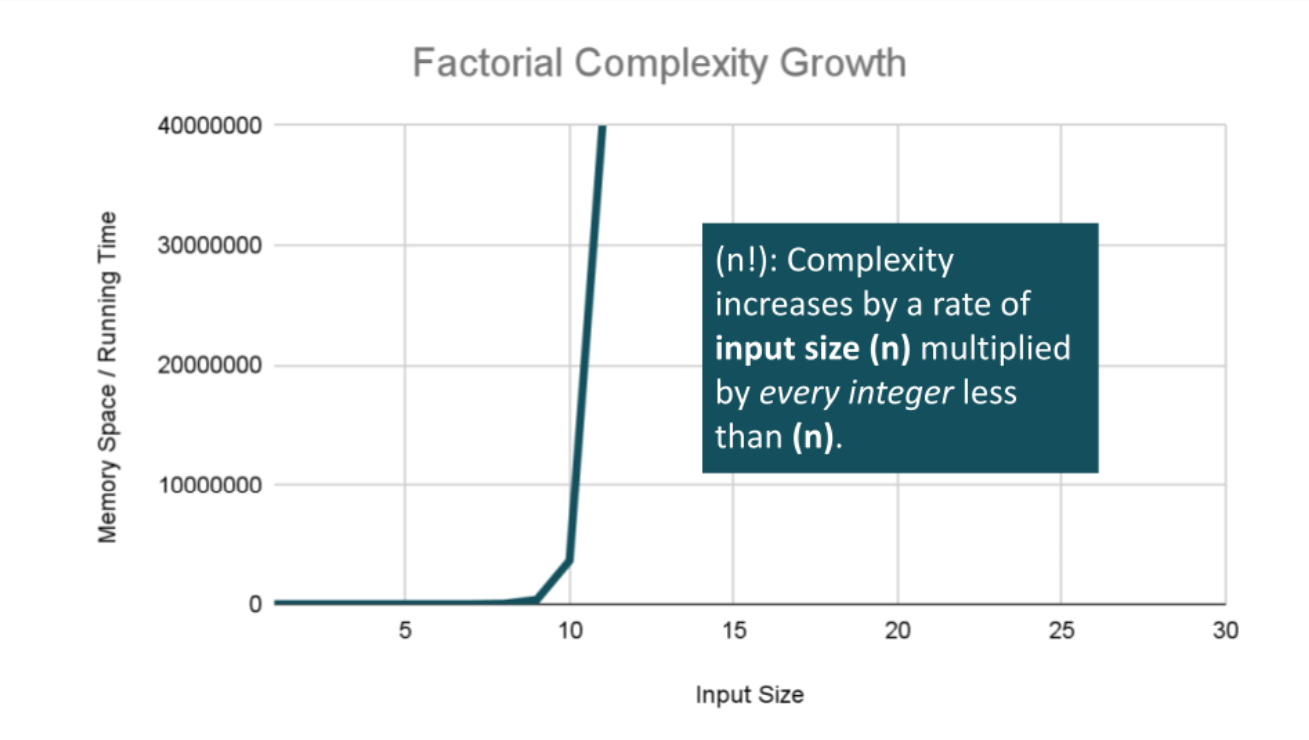 Factorial Complexity Growth
40000000
30000000
20000000
10000000
0
Memory Space / Running Time
(n!): Complexity
increases by a rate of
input size (n) multiplied
by every integer less
than (n).
5 10 15 20 25 30
Input Size